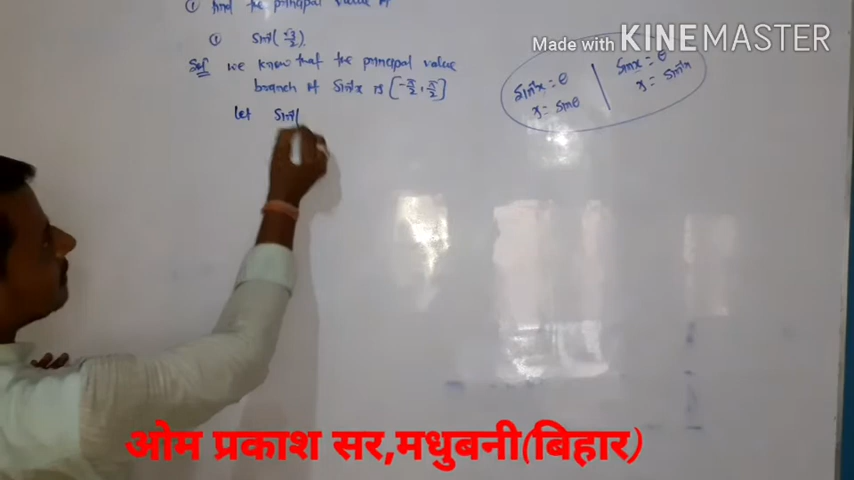 ① Find the principal value of
① sin⁻¹(√3/2).
Made with KINEMASTER
Solⁿ we know that the principal value
branch of sin⁻¹x is [-π/2, π/2]
sin⁻¹x = θ
x = sinθ
sinx = θ
x = sin⁻¹x
let sin⁻¹(
ओम प्रकाश सर,मधुबनी(बिहार)